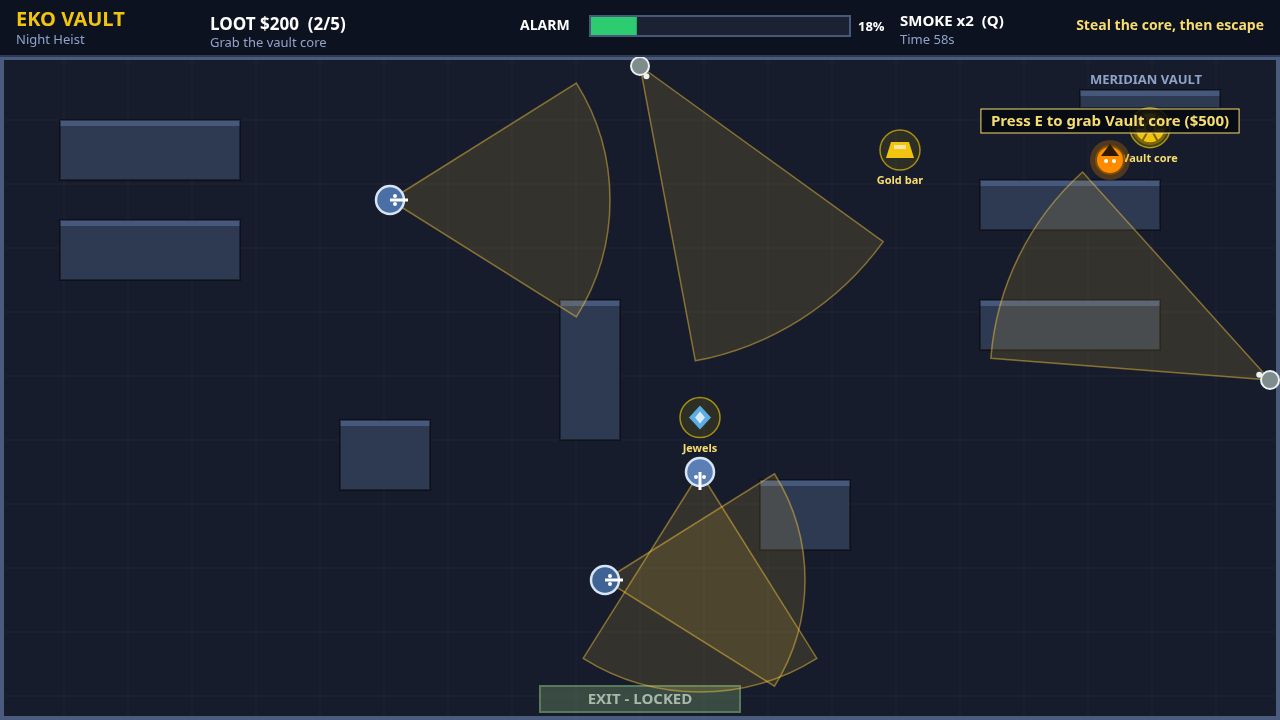 EKO VAULT
Night Heist
LOOT $200 (2/5)
Grab the vault core
ALARM
18%
SMOKE x2 (Q)
Time 58s
Steal the core, then escape
MERIDIAN VAULT
Press E to grab Vault core ($500)
Vault core
Gold bar
Jewels
EXIT - LOCKED